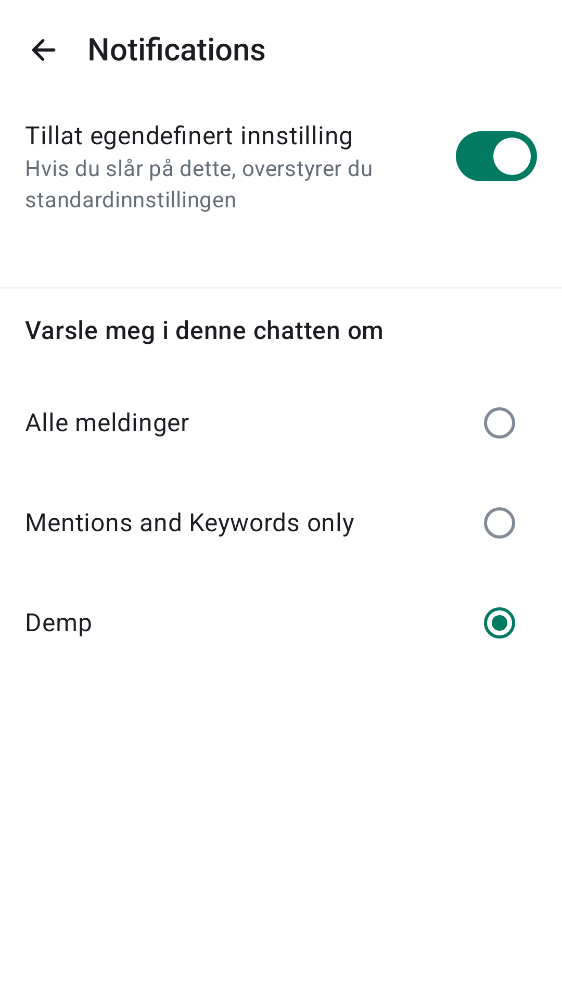 Notifications
Tillat egendefinert innstilling
Hvis du slår på dette, overstyrer du
standardinnstillingen
Varsle meg i denne chatten om
Alle meldinger
Mentions and Keywords only
Demp